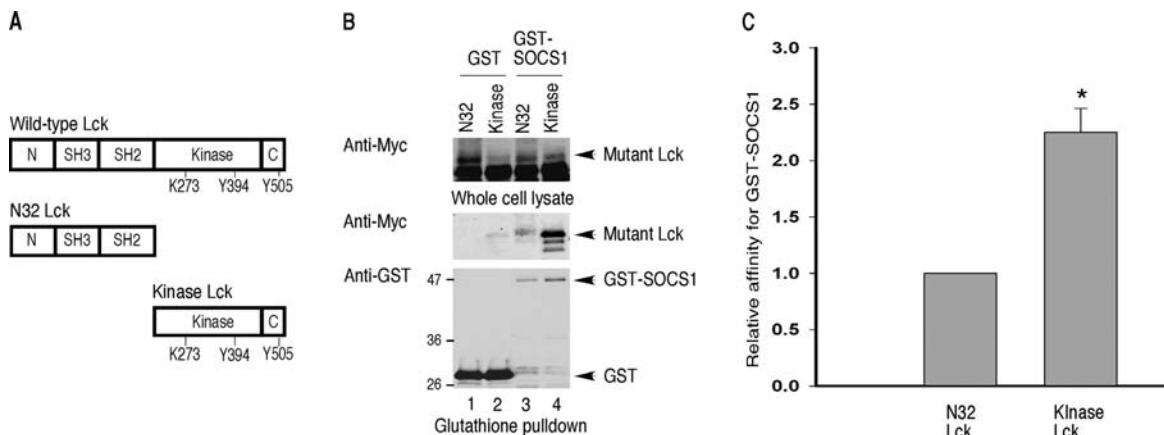 A
Wild-type Lck
N SH3 SH2 Kinase C
K273 Y394 Y505
N32 Lck
N SH3 SH2
Kinase Lck
Kinase C
K273 Y394 Y505
B
GST GST-
SOCS1
N32 Kinase N32 Kinase
Anti-Myc Mutant Lck
Whole cell lysate
Anti-Myc Mutant Lck
Anti-GST 47 GST-SOCS1
36
26 GST
1 2 3 4
Glutathione pulldown
C
Relative affinity for GST-SOCS1
3.0
2.5
2.0
1.5
1.0
0.5
0.0
*
N32 KInase
Lck Lck